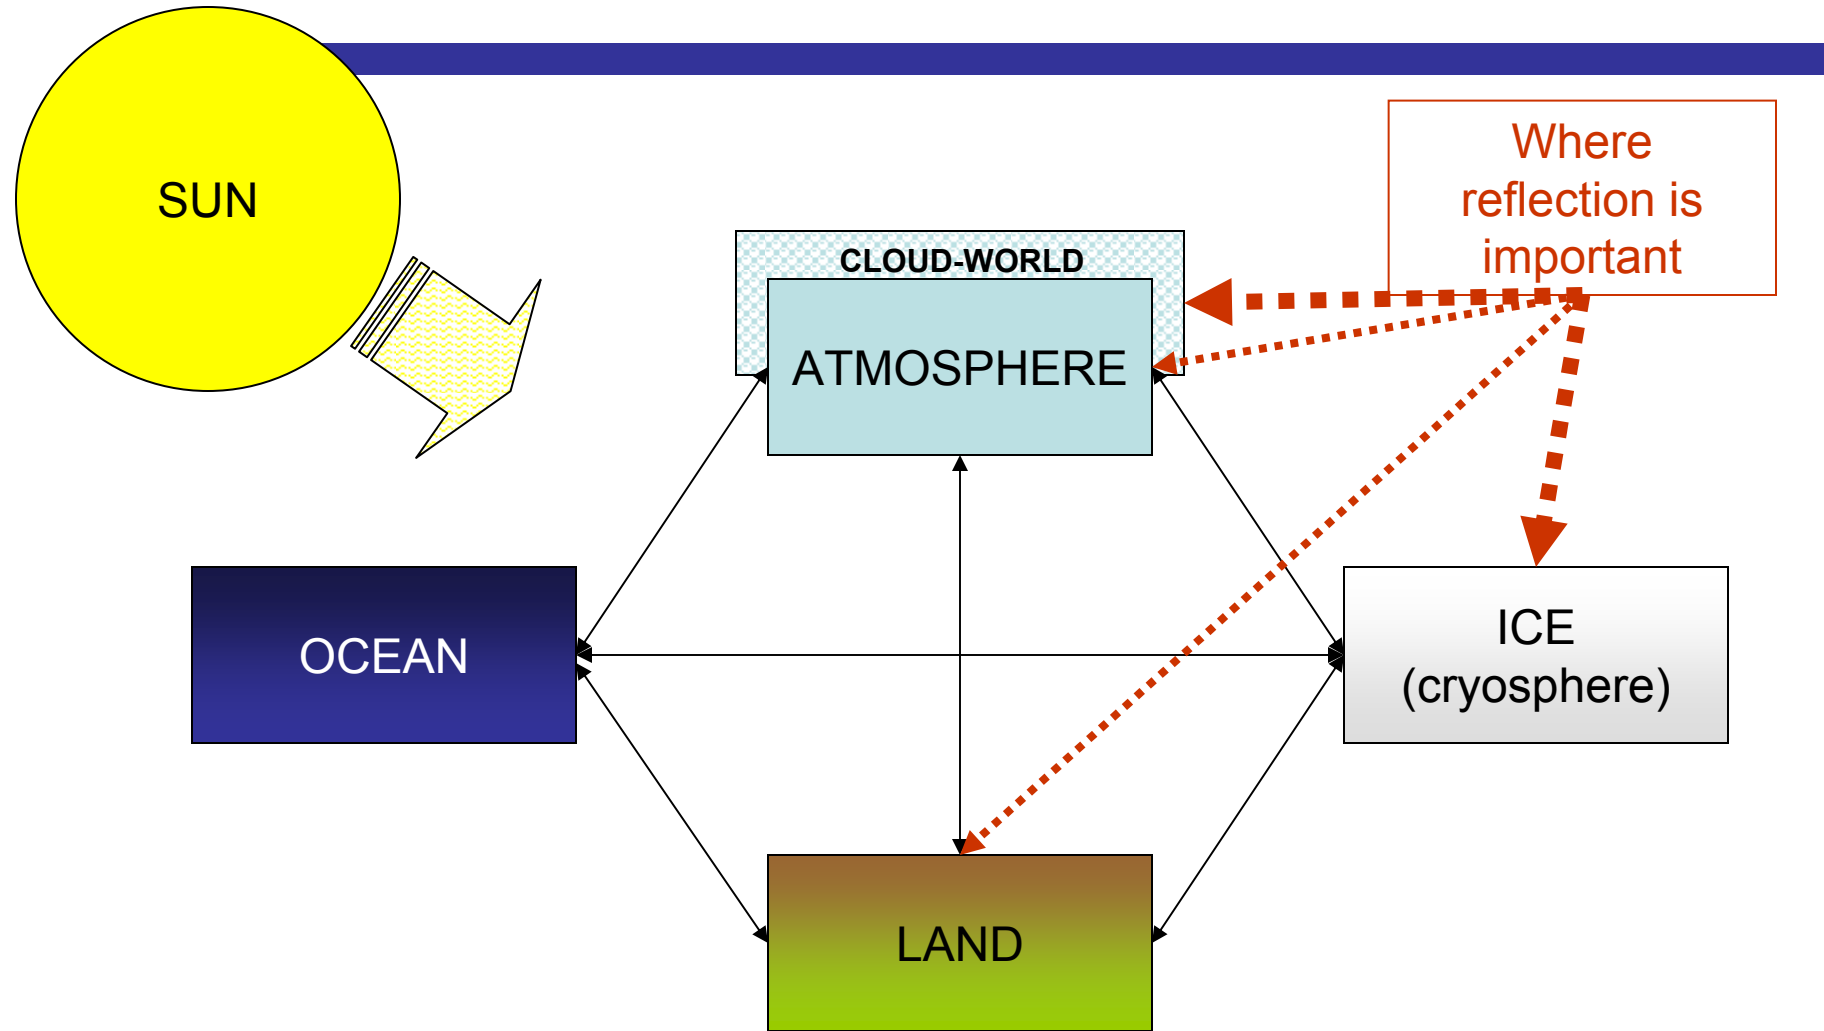 SUN
Where
reflection is
important
CLOUD-WORLD
ATMOSPHERE
OCEAN
ICE
(cryosphere)
LAND